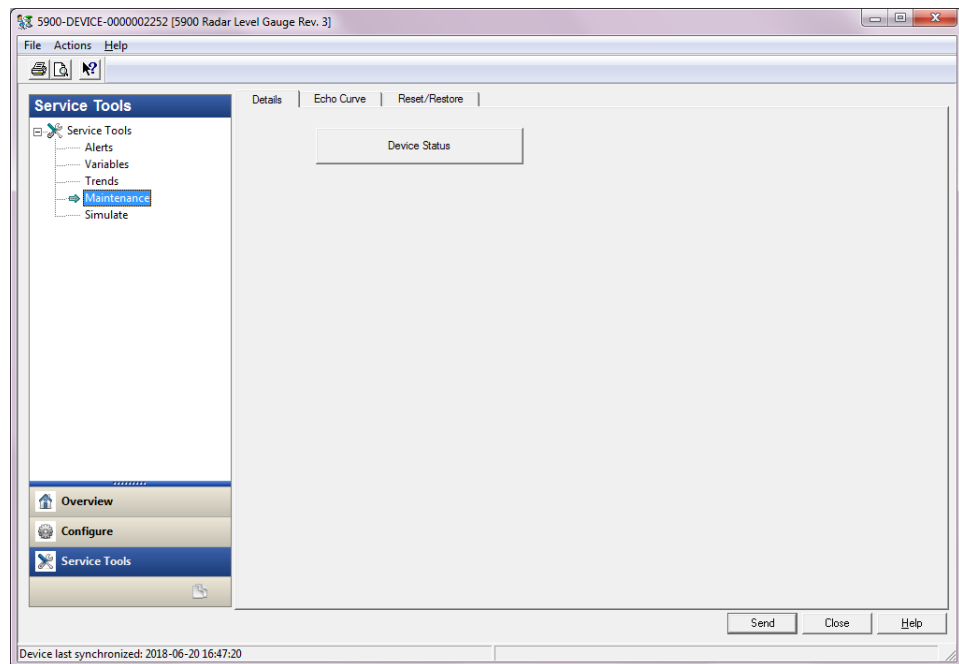 5900-DEVICE-0000002252 [5900 Radar Level Gauge Rev. 3]
File Actions Help
Service Tools
Service Tools
Alerts
Variables
Trends
Maintenance
Simulate
Overview
Configure
Service Tools
Details Echo Curve Reset/Restore
Device Status
Send Close Help
Device last synchronized: 2018-06-20 16:47:20